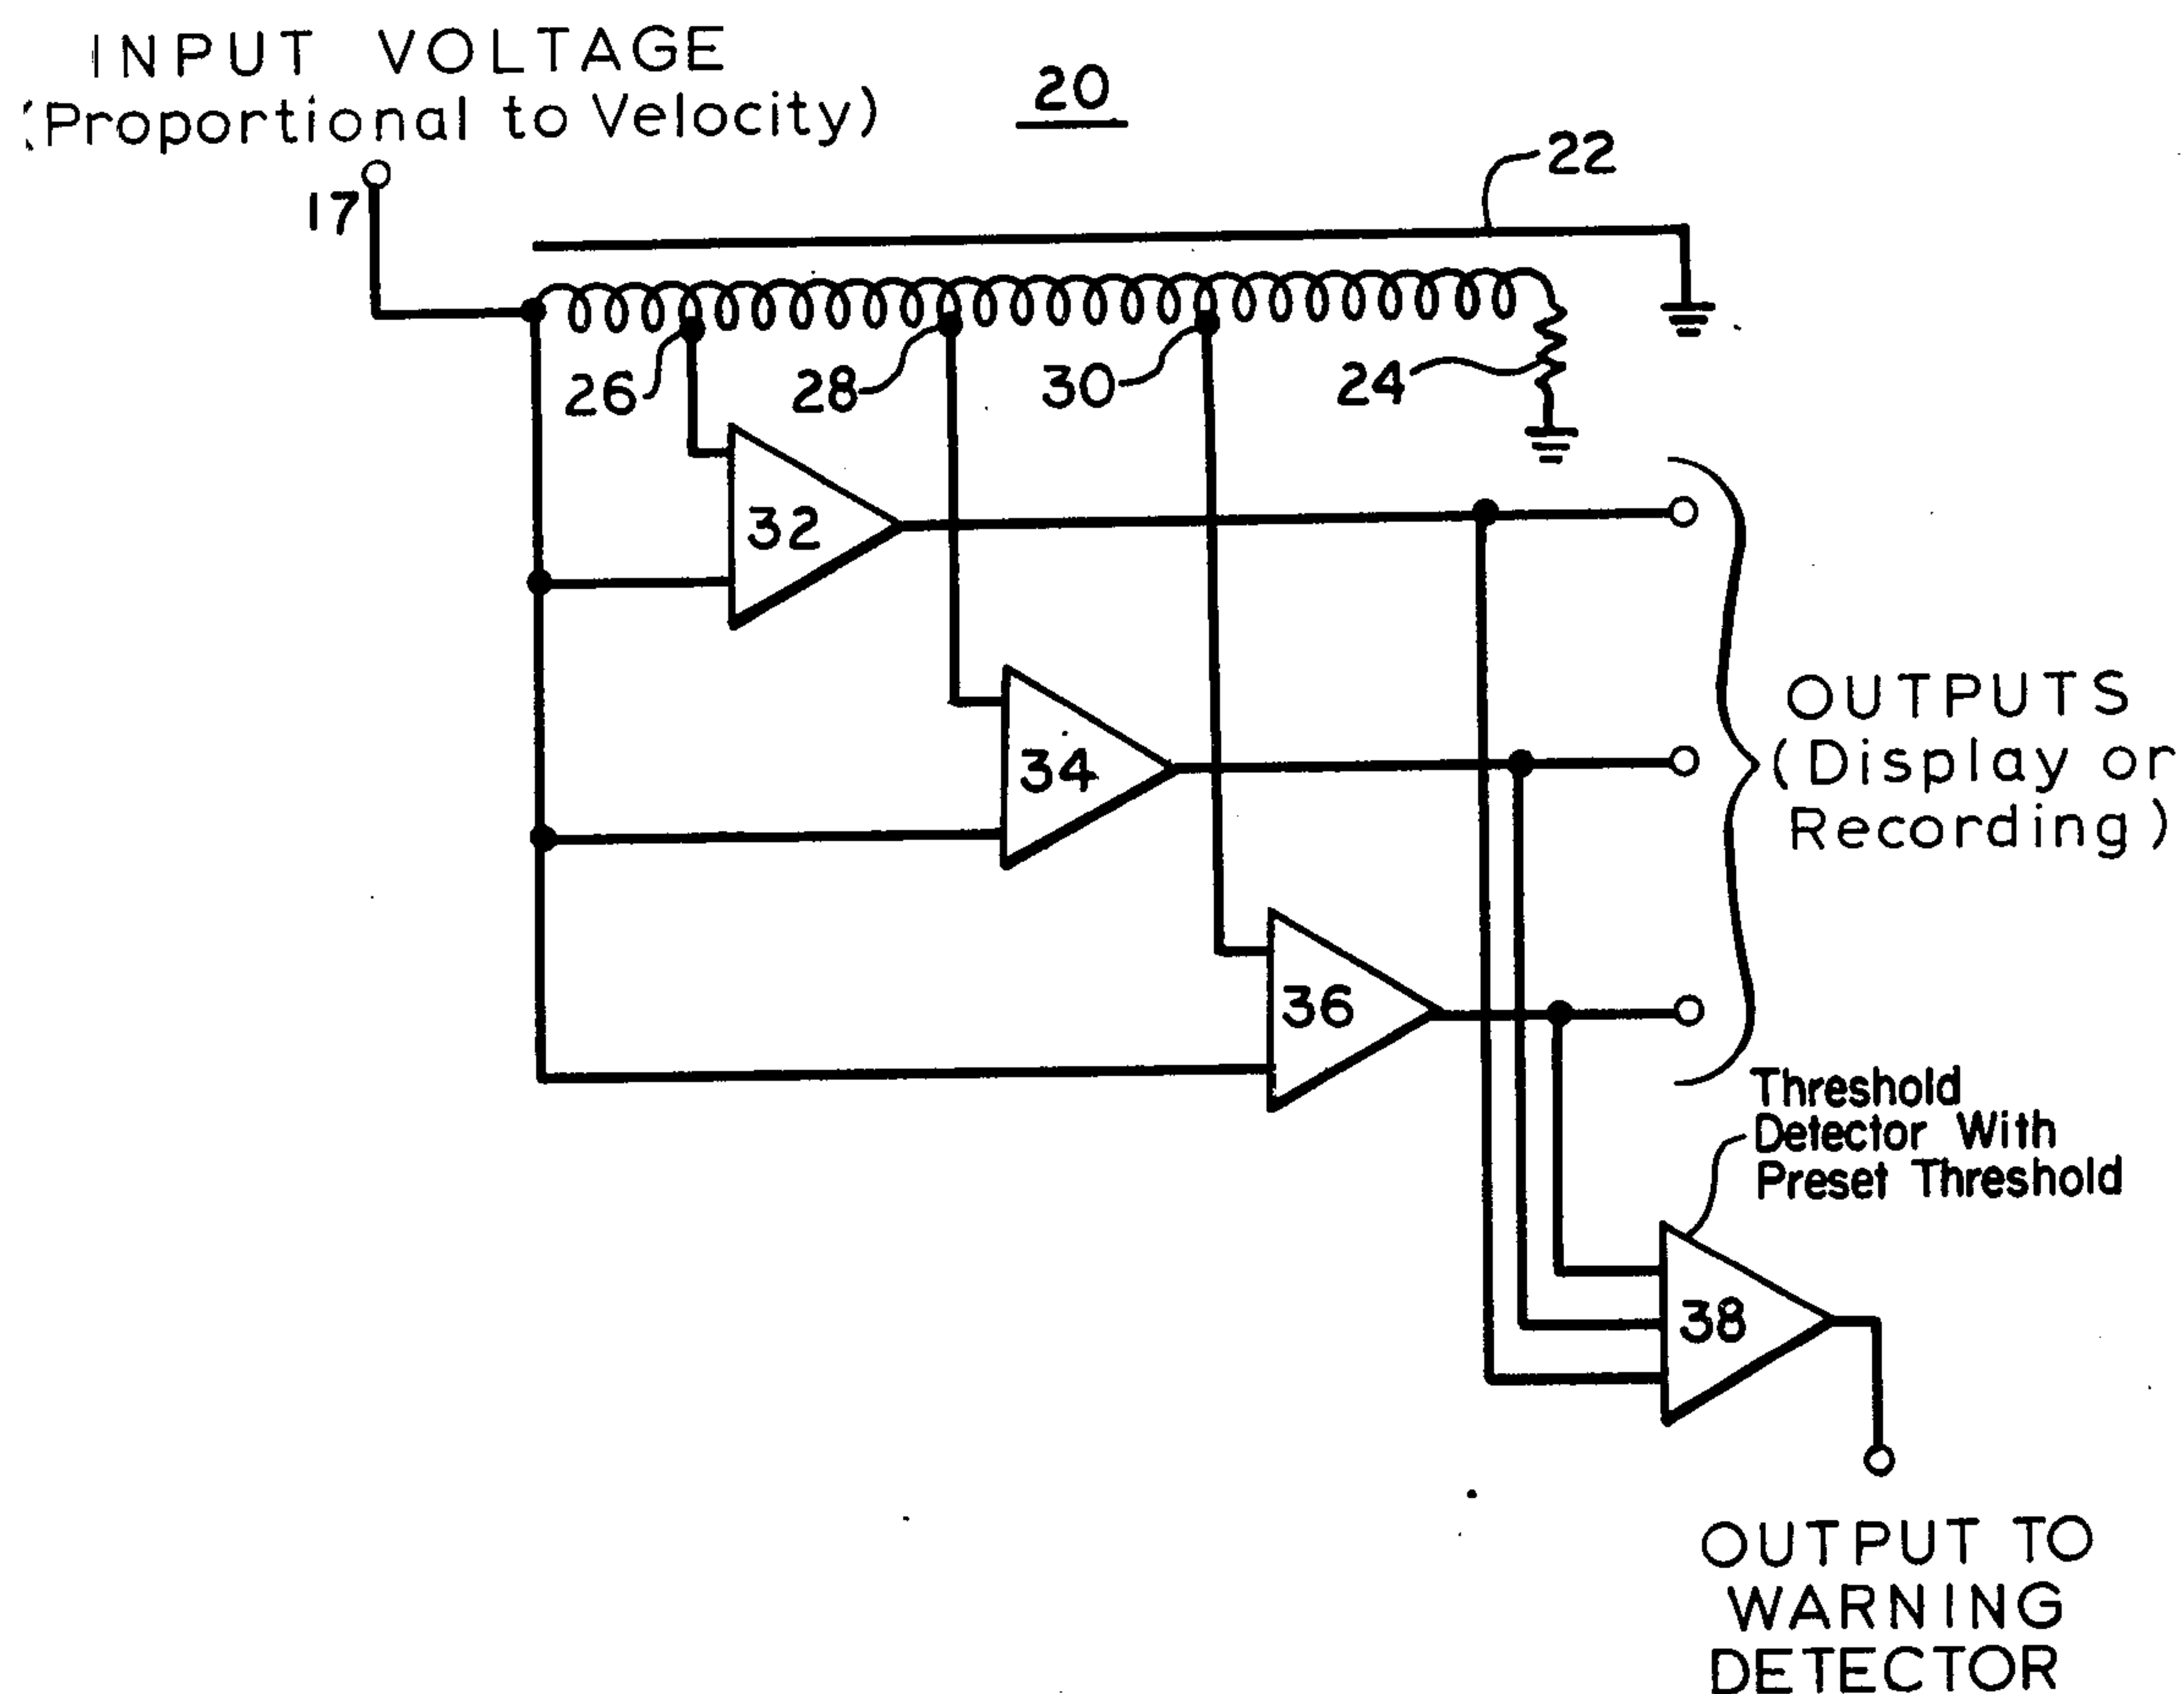 INPUT VOLTAGE
(Proportional to Velocity)
20
22
17
26
28
30
24
32
34
OUTPUTS
(Display or
Recording)
36
Threshold
Detector With
Preset Threshold
38
OUTPUT TO
WARNING
DETECTOR